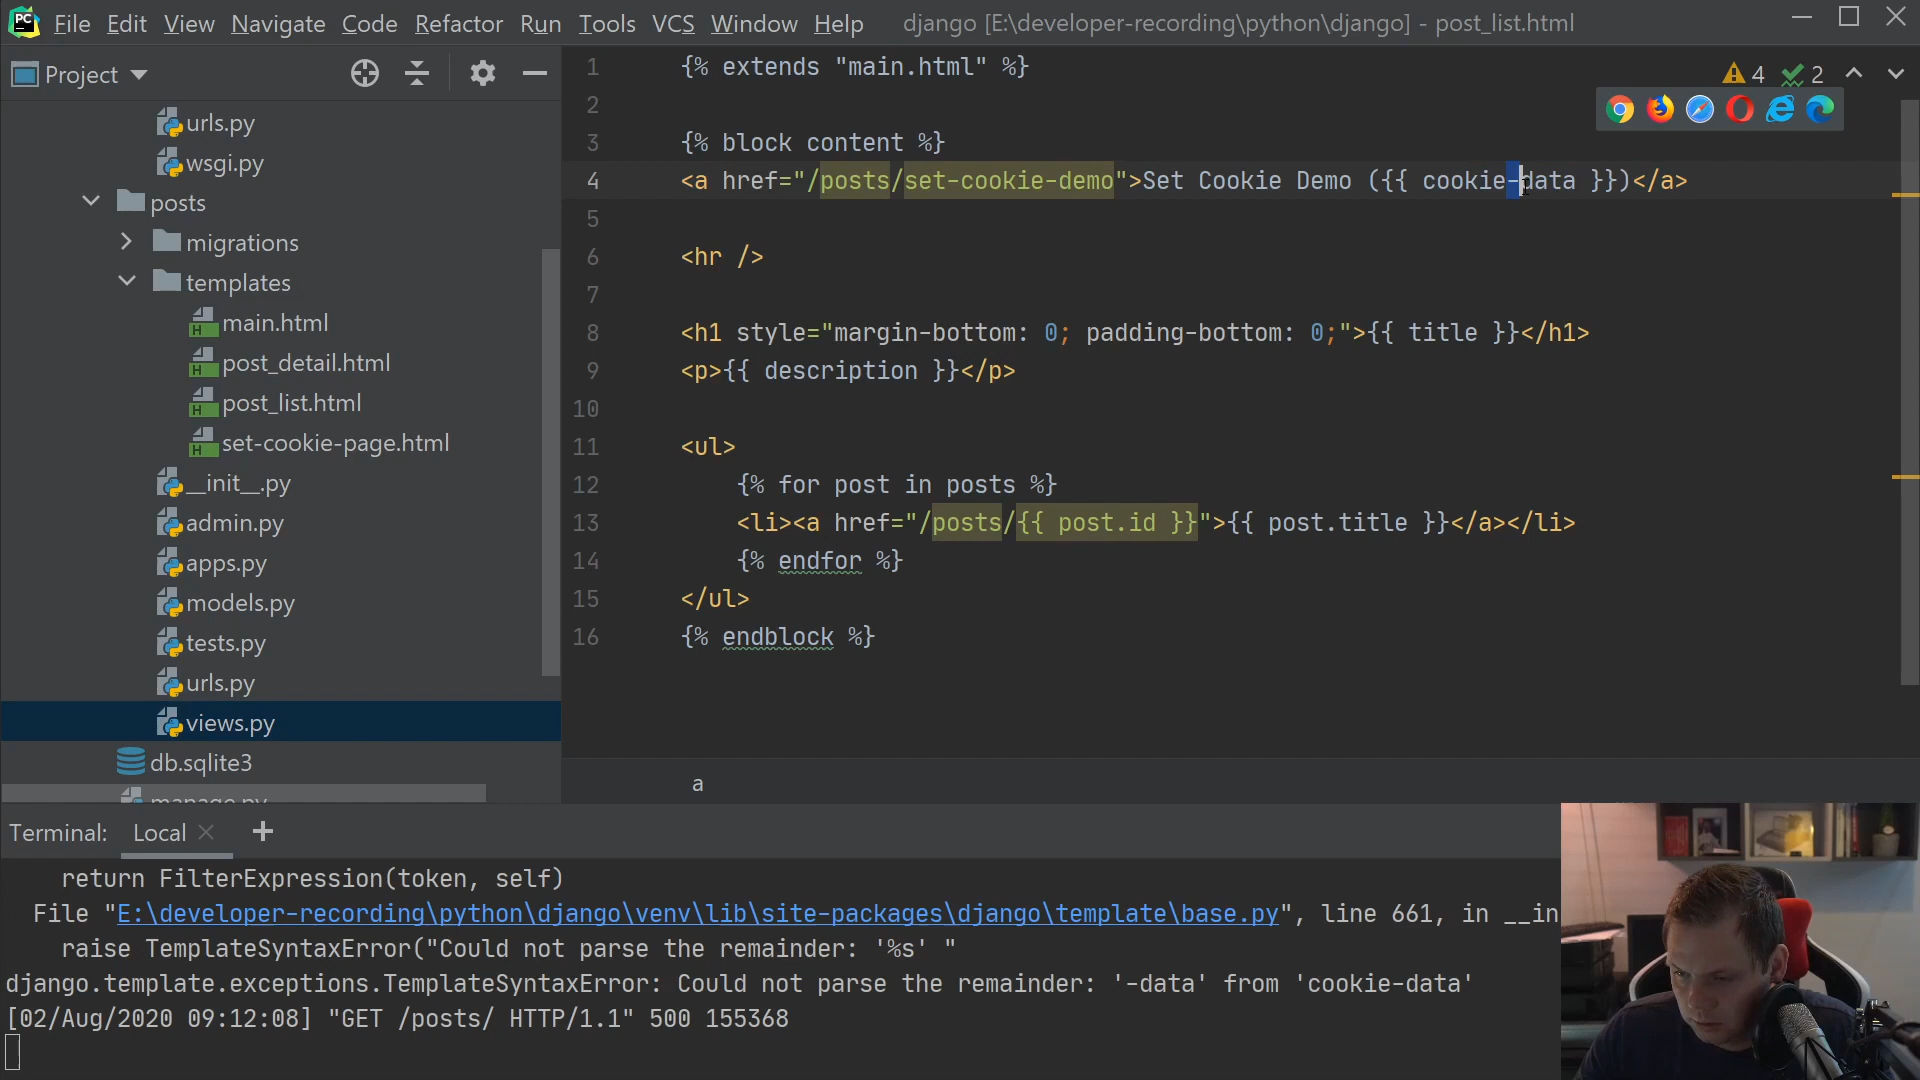 PC File Edit View Navigate Code Refactor Run Tools VCS Window Help django [E:\developer-recording\python\django] - post_list.html
Project
urls.py
wsgi.py
posts
migrations
templates
main.html
post_detail.html
post_list.html
set-cookie-page.html
__init__.py
admin.py
apps.py
models.py
tests.py
urls.py
views.py
db.sqlite3
manage.py
4 2
1 {% extends "main.html" %}
2
3 {% block content %}
4 <a href="/posts/set-cookie-demo">Set Cookie Demo ({{ cookie-data }})</a>
5
6 <hr />
7
8 <h1 style="margin-bottom: 0; padding-bottom: 0;">{{ title }}</h1>
9 <p>{{ description }}</p>
10
11 <ul>
12 {% for post in posts %}
13 <li><a href="/posts/{{ post.id }}">{{ post.title }}</a></li>
14 {% endfor %}
15 </ul>
16 {% endblock %}
a
Terminal: Local
return FilterExpression(token, self)
File "E:\developer-recording\python\django\venv\lib\site-packages\django\template\base.py", line 661, in __in
raise TemplateSyntaxError("Could not parse the remainder: '%s' "
django.template.exceptions.TemplateSyntaxError: Could not parse the remainder: '-data' from 'cookie-data'
[02/Aug/2020 09:12:08] "GET /posts/ HTTP/1.1" 500 155368